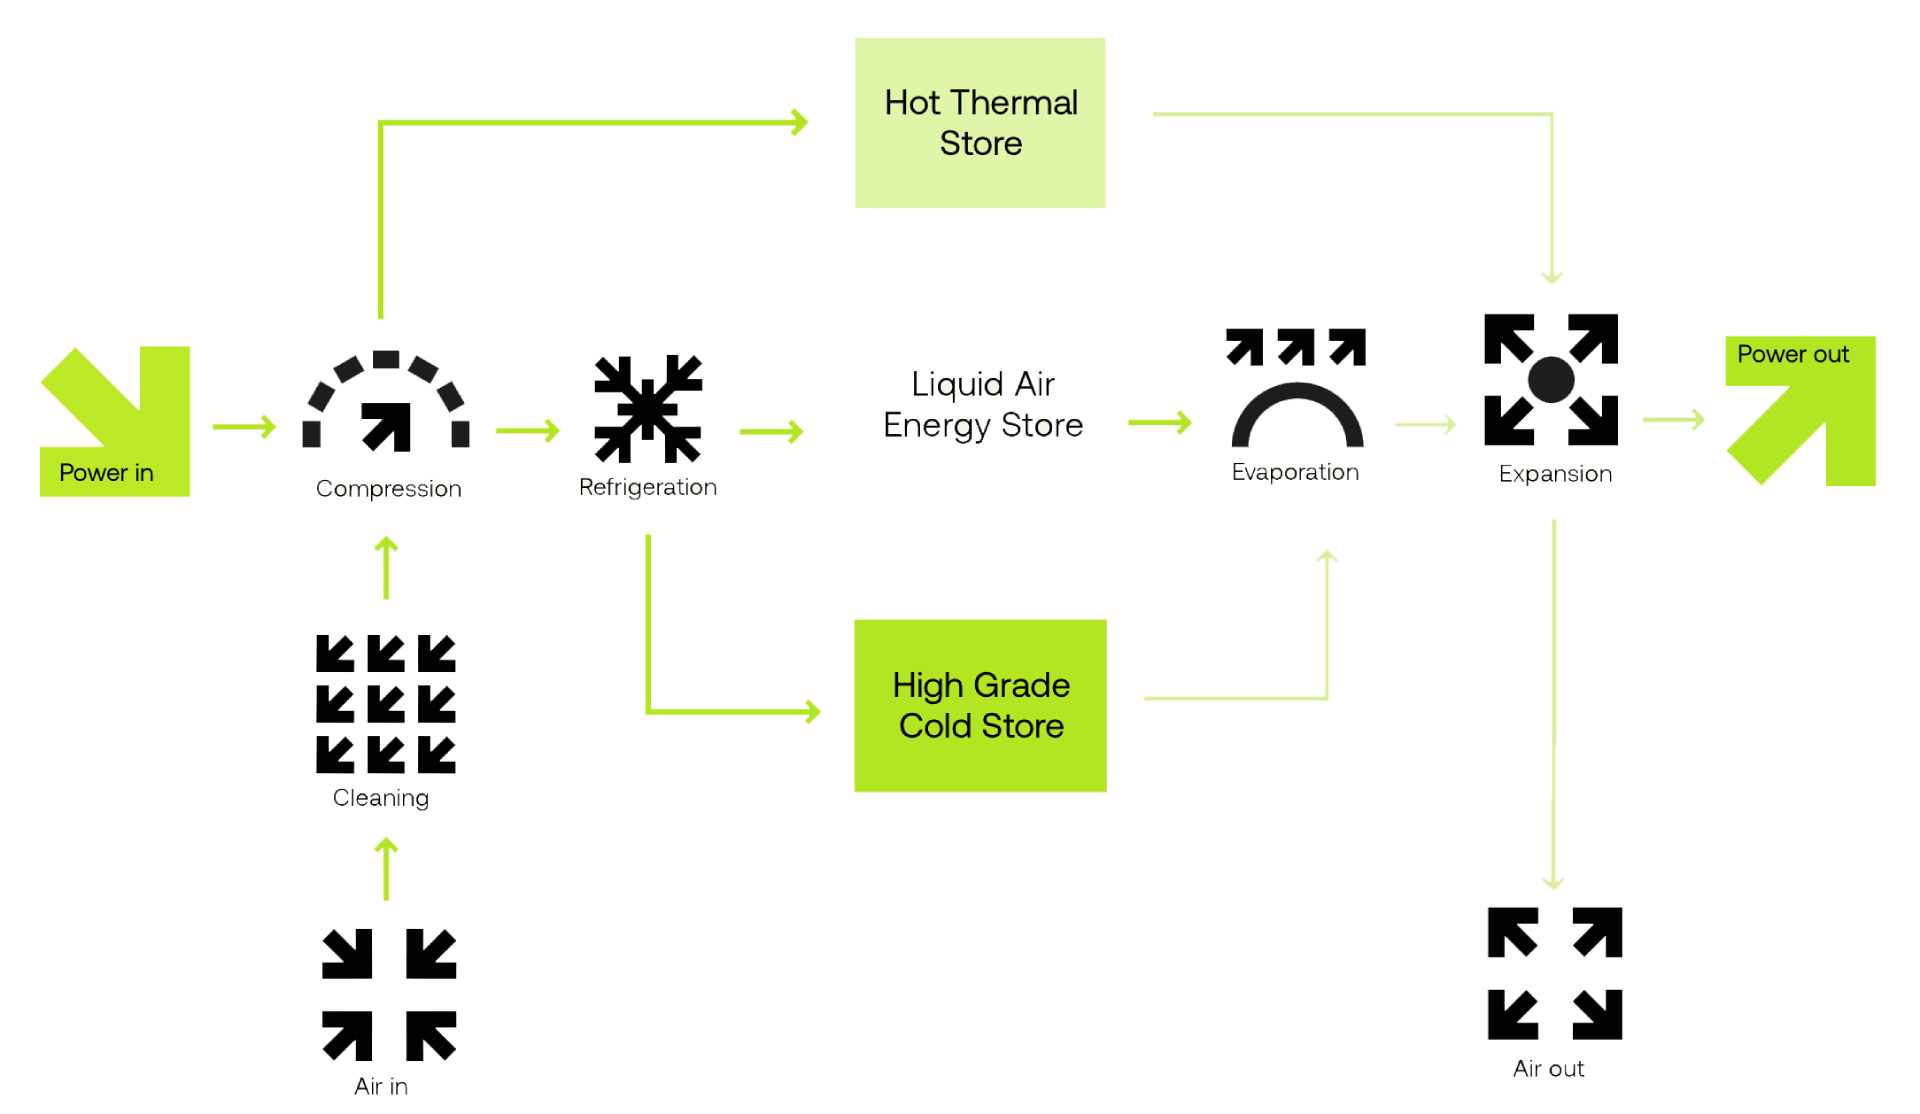 Hot Thermal
Store
Power in
Compression
Refrigeration
Liquid Air
Energy Store
Evaporation
Expansion
Power out
High Grade
Cold Store
Cleaning
Air in
Air out